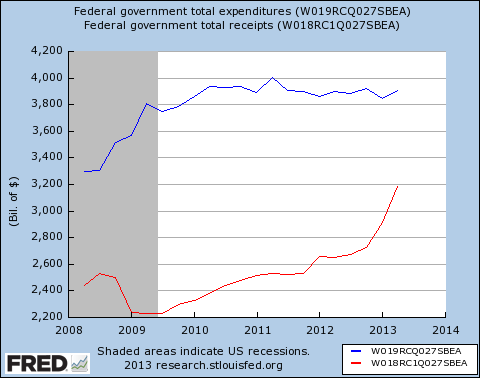 Federal government total expenditures (W019RCQ027SBEA)
Federal government total receipts (W018RC1Q027SBEA)
4,200
4,000
3,800
3,600
3,400
3,200
3,000
2,800
2,600
2,400
2,200
(Bil. of $)
2008 2009 2010 2011 2012 2013 2014
FRED
Shaded areas indicate US recessions.
2013 research.stlouisfed.org
W019RCQ027SBEA
W018RC1Q027SBEA